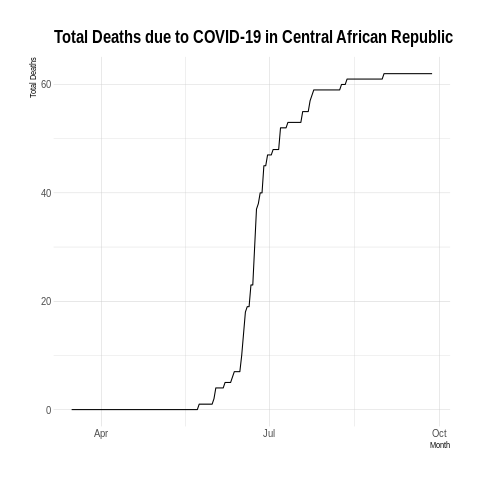 Total Deaths due to COVID-19 in Central African Republic
Total Deaths
60
40
20
0
Apr
Jul
Oct
Month